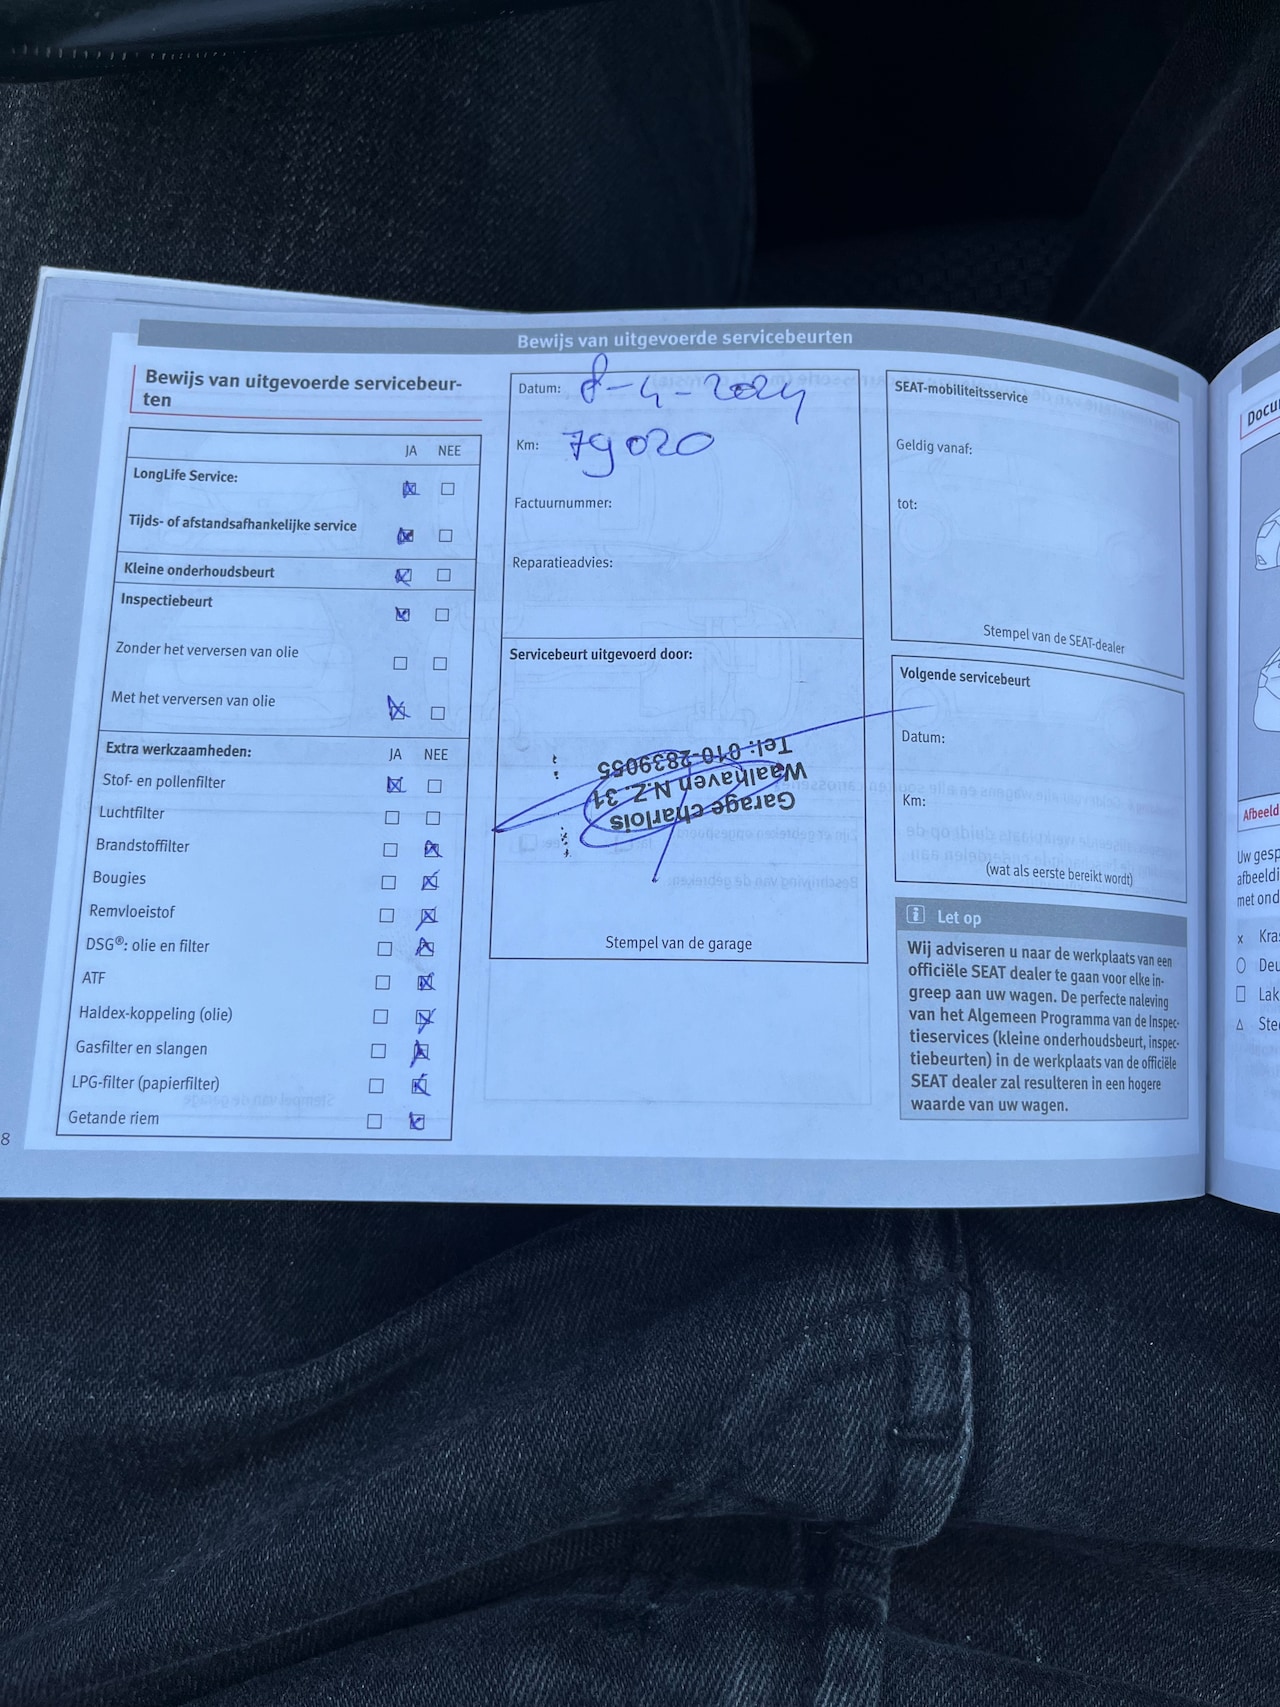 Bewijs van uitgevoerde servicebeurten
Bewijs van uitgevoerde servicebeur-
ten
JA NEE
LongLife Service:
Tijds- of afstandsafhankelijke service
Kleine onderhoudsbeurt
Inspectiebeurt
Zonder het verversen van olie
Met het verversen van olie
Extra werkzaamheden: JA NEE
Stof- en pollenfilter
Luchtfilter
Brandstoffilter
Bougies
Remvloeistof
DSG®: olie en filter
ATF
Haldex-koppeling (olie)
Gasfilter en slangen
LPG-filter (papierfilter)
Getande riem
8
Datum: 8-4-2024
Km: 79020
Factuurnummer:
Reparatieadvies:
Servicebeurt uitgevoerd door:
Garage charlois
Waalhaven N.Z. 31
Tel: 010-2839055
Stempel van de garage
SEAT-mobiliteitsservice
Geldig vanaf:
tot:
Stempel van de SEAT-dealer
Volgende servicebeurt
Datum:
Km:
(wat als eerste bereikt wordt)
i Let op
Wij adviseren u naar de werkplaats van een
officiële SEAT dealer te gaan voor elke in-
greep aan uw wagen. De perfecte naleving
van het Algemeen Programma van de Inspec-
tieservices (kleine onderhoudsbeurt, inspec-
tiebeurten) in de werkplaats van de officiële
SEAT dealer zal resulteren in een hogere
waarde van uw wagen.